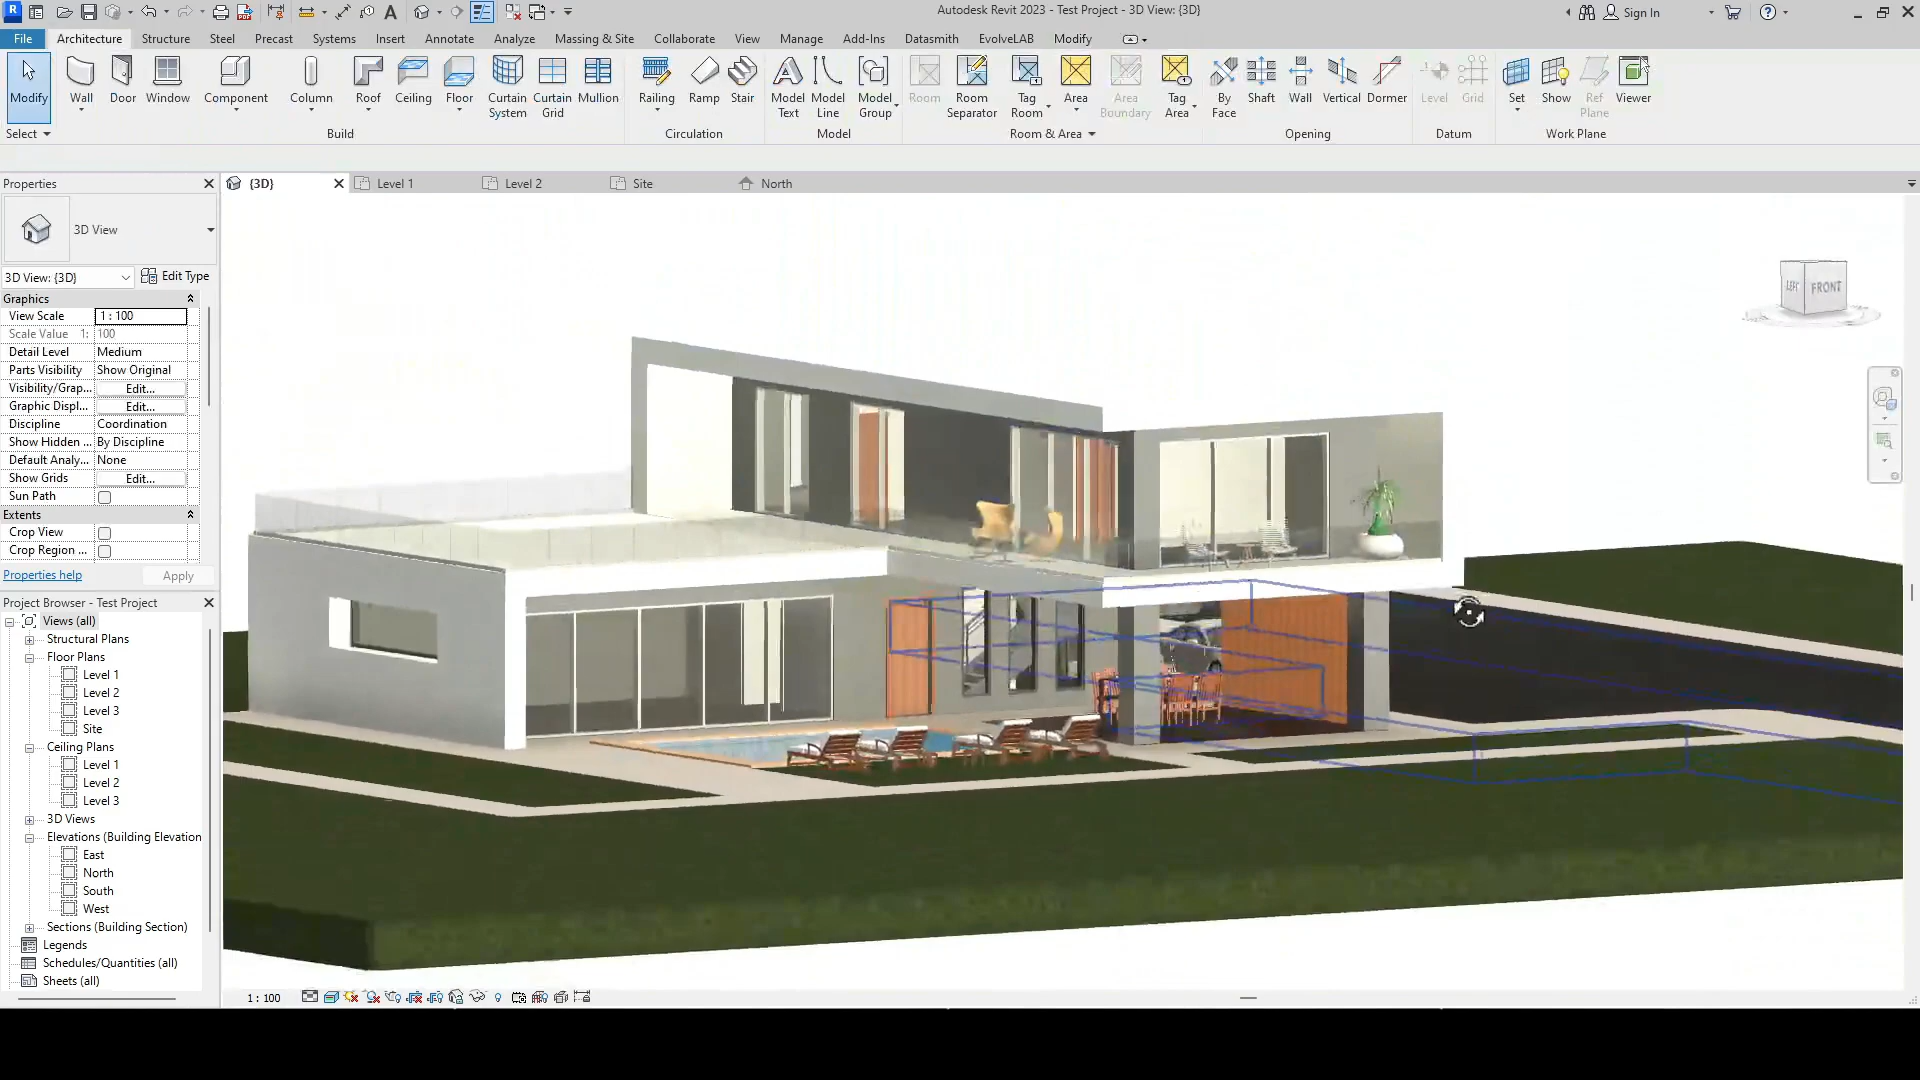 Autodesk Revit 2023 - Test Project - 3D View: {3D}
Sign In
File Architecture Structure Steel Precast Systems Insert Annotate Analyze Massing & Site Collaborate View Manage Add-Ins Datasmith EvolveLAB Modify
Modify Wall Door Window Component Column Roof Ceiling Floor Curtain System Curtain Grid Mullion Railing Ramp Stair Model Text Model Line Model Group Room Room Separator Tag Room Area Area Boundary Tag Area By Face Shaft Wall Vertical Dormer Level Grid Set Show Ref Plane Viewer
Select Build Circulation Model Room & Area Opening Datum Work Plane
Properties
{3D} Level 1 Level 2 Site North
3D View
3D View: {3D} Edit Type
Graphics
View Scale 1 : 100
Scale Value 1: 100
Detail Level Medium
Parts Visibility Show Original
Visibility/Grap... Edit...
Graphic Displ... Edit...
Discipline Coordination
Show Hidden ... By Discipline
Default Analy... None
Show Grids Edit...
Sun Path
Extents
Crop View
Crop Region ...
Properties help Apply
Project Browser - Test Project
Views (all)
Structural Plans
Floor Plans
Level 1
Level 2
Level 3
Site
Ceiling Plans
Level 1
Level 2
Level 3
3D Views
Elevations (Building Elevation
East
North
South
West
Sections (Building Section)
Legends
Schedules/Quantities (all)
Sheets (all)
LEFT FRONT
1 : 100